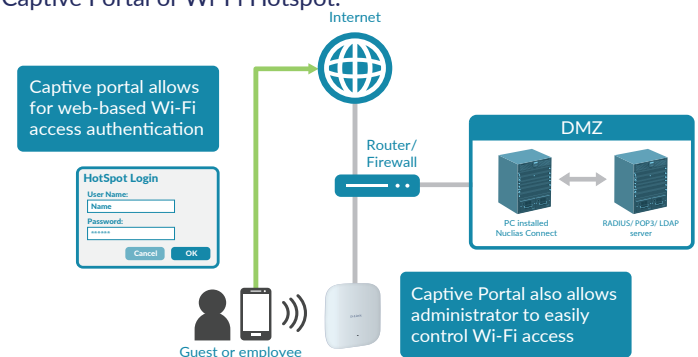 Captive Portal or Wi-Fi Hotspot.
Internet
Captive portal allows
for web-based Wi-Fi
access authentication
Router/
Firewall
DMZ
PC installed
Nuclias Connect
RADIUS/ POP3/ LDAP
server
HotSpot Login
User Name:
Name
Password:
******
Cancel
OK
D-Link
Captive Portal also allows
administrator to easily
control Wi-Fi access
Guest or employee